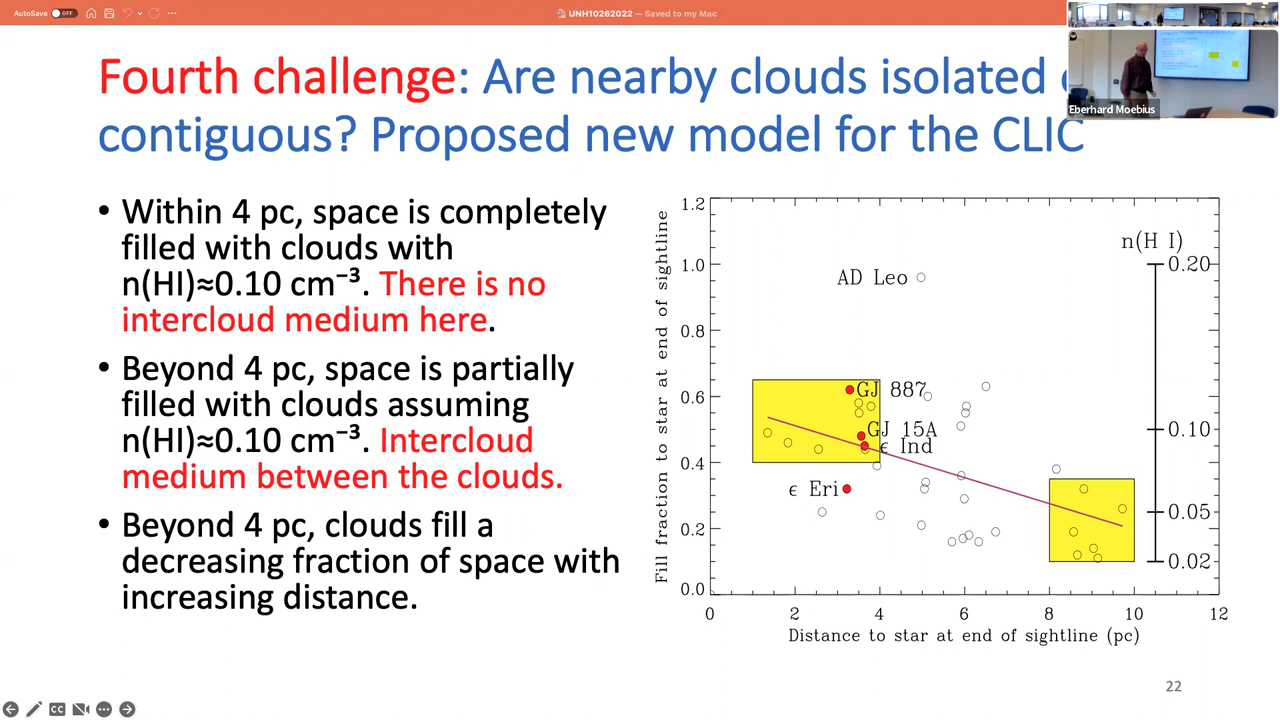 AutoSave OFF
UNH10262022 — Saved to my Mac
Fourth challenge: Are nearby clouds isolated
contiguous? Proposed new model for the CLIC
Eberhard Moebius
• Within 4 pc, space is completely
filled with clouds with
n(HI)≈0.10 cm⁻³. There is no
intercloud medium here.
• Beyond 4 pc, space is partially
filled with clouds assuming
n(HI)≈0.10 cm⁻³. Intercloud
medium between the clouds.
• Beyond 4 pc, clouds fill a
decreasing fraction of space with
increasing distance.
Fill fraction to star at end of sightline
1.2
1.0
0.8
0.6
0.4
0.2
0.0
AD Leo
GJ 887
GJ 15A
ϵ Ind
ϵ Eri
n(H I)
0.20
0.10
0.05
0.02
0 2 4 6 8 10 12
Distance to star at end of sightline (pc)
22
CC